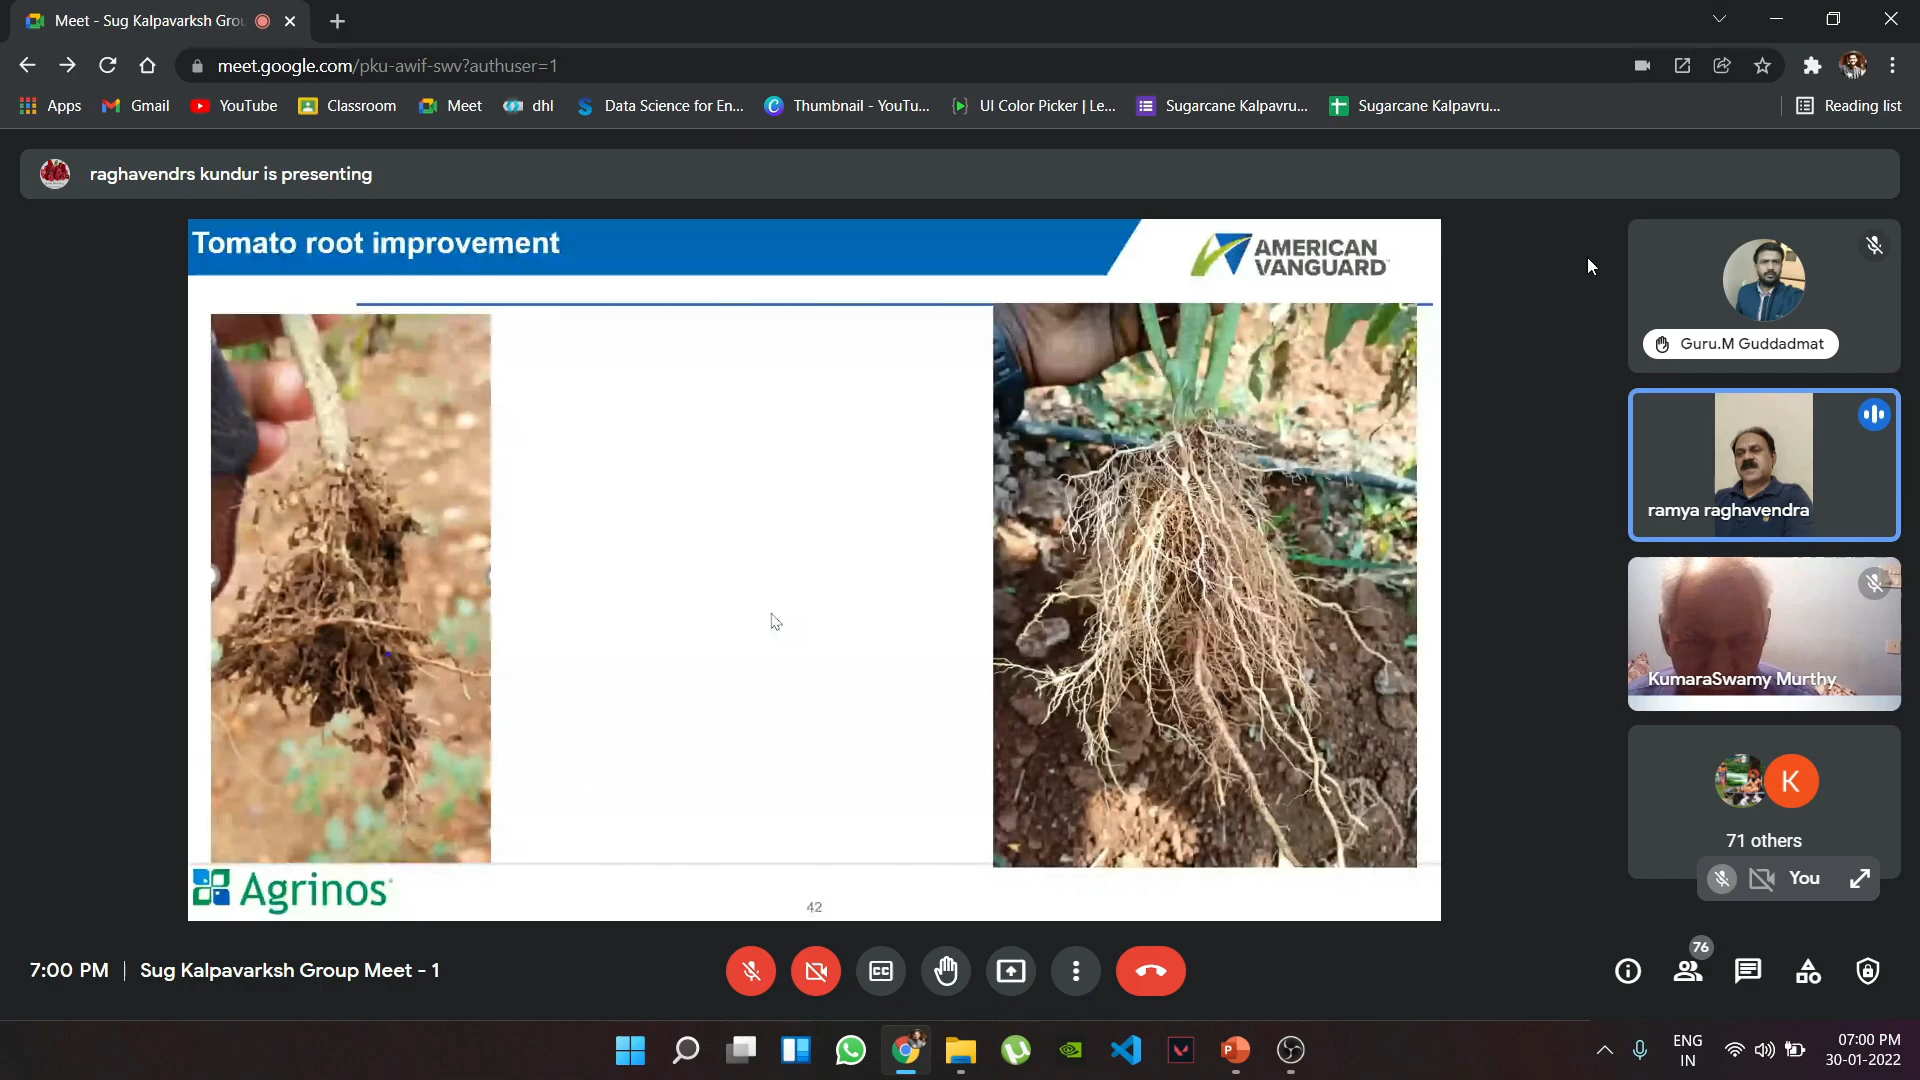 Meet - Sug Kalpavarksh Grou
meet.google.com/pku-awif-swv?authuser=1
Apps
Gmail
YouTube
Classroom
Meet
dhl
Data Science for En...
Thumbnail - YouTu...
UI Color Picker | Le...
Sugarcane Kalpavru...
Sugarcane Kalpavru...
Reading list
raghavendrs kundur is presenting
Tomato root improvement
AMERICAN
VANGUARD
Guru.M Guddadmat
ramya raghavendra
KumaraSwamy Murthy
K
71 others
You
Agrinos
42
7:00 PM | Sug Kalpavarksh Group Meet - 1
CC
76
ENG
IN
07:00 PM
30-01-2022